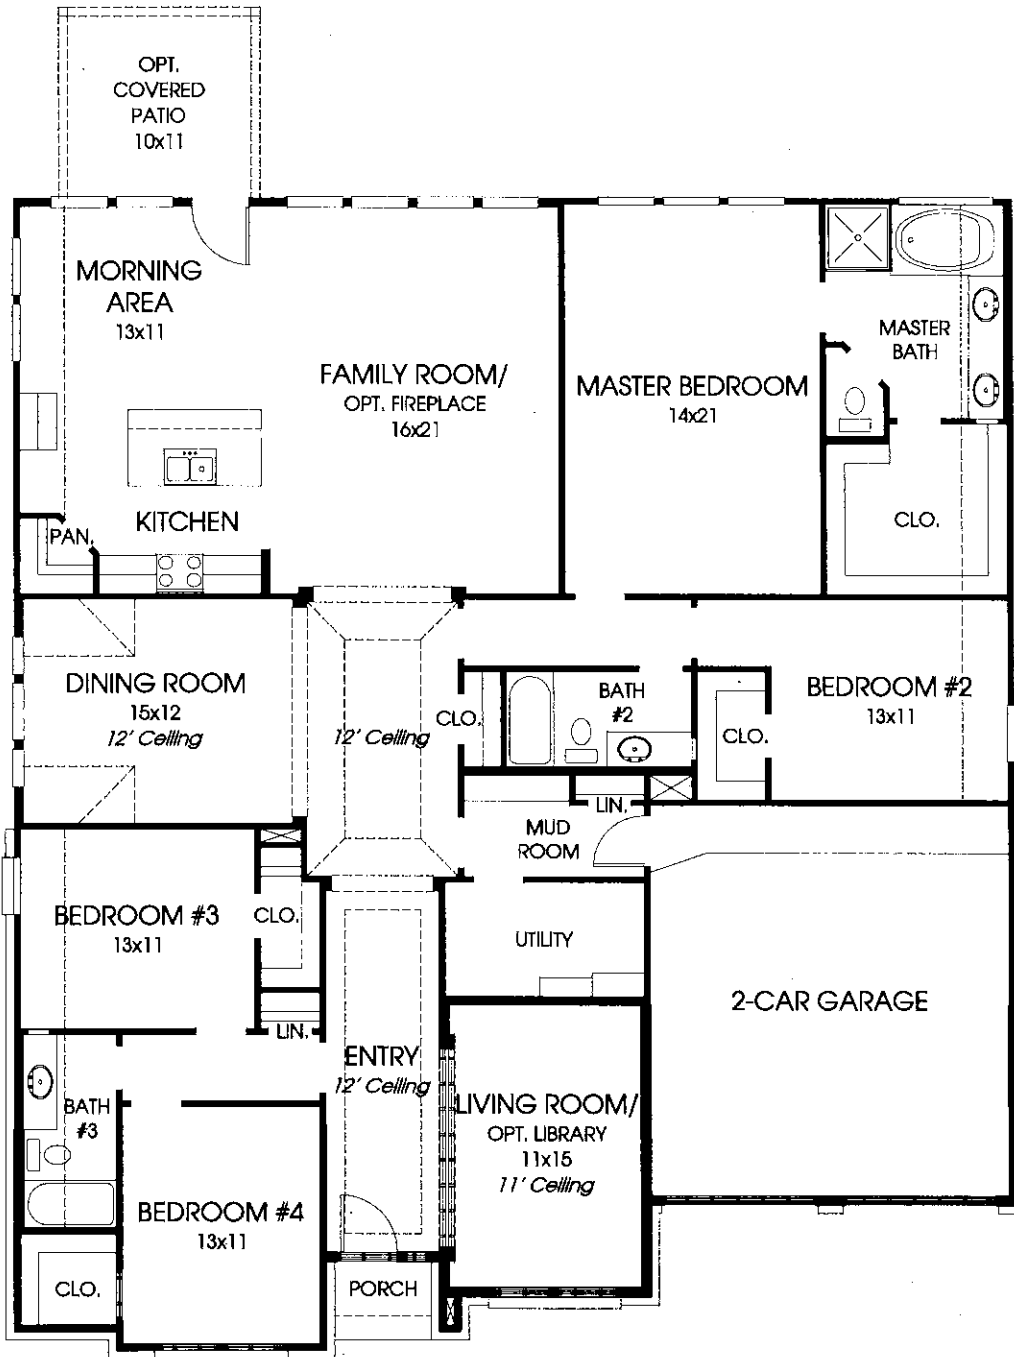 OPT.
COVERED
PATIO
10x11
MORNING
AREA
13x11
FAMILY ROOM/
OPT. FIREPLACE
16x21
MASTER BEDROOM
14x21
MASTER
BATH
KITCHEN
PAN.
CLO.
DINING ROOM
15x12
12' Ceiling
12' Ceiling
CLO.
BATH
#2
CLO.
BEDROOM #2
13x11
LIN.
MUD
ROOM
BEDROOM #3
13x11
CLO.
UTILITY
2-CAR GARAGE
LIN.
ENTRY
12' Ceiling
BATH
#3
LIVING ROOM/
OPT. LIBRARY
11x15
11' Ceiling
BEDROOM #4
13x11
CLO.
PORCH